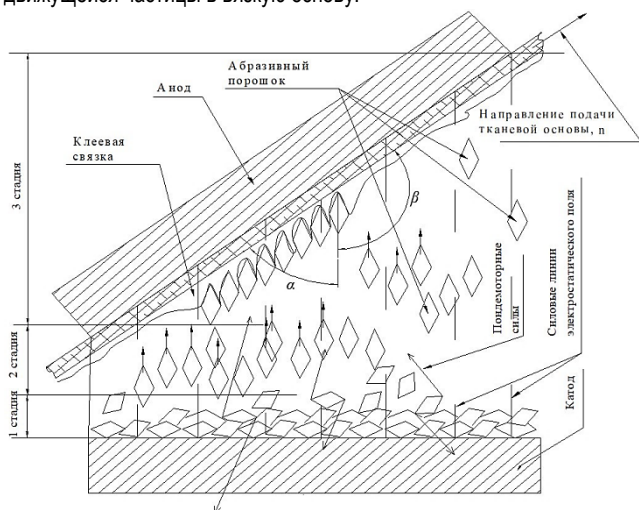 движущейся частицы в вязкую основу.
Абразивный
порошок
Анод
Направление подачи
тканевой основы, n
Клеевая
связка
β
α
3 стадия
2 стадия
1 стадия
Пондемоторные
силы
Силовые линии
электростатического поля
Катод